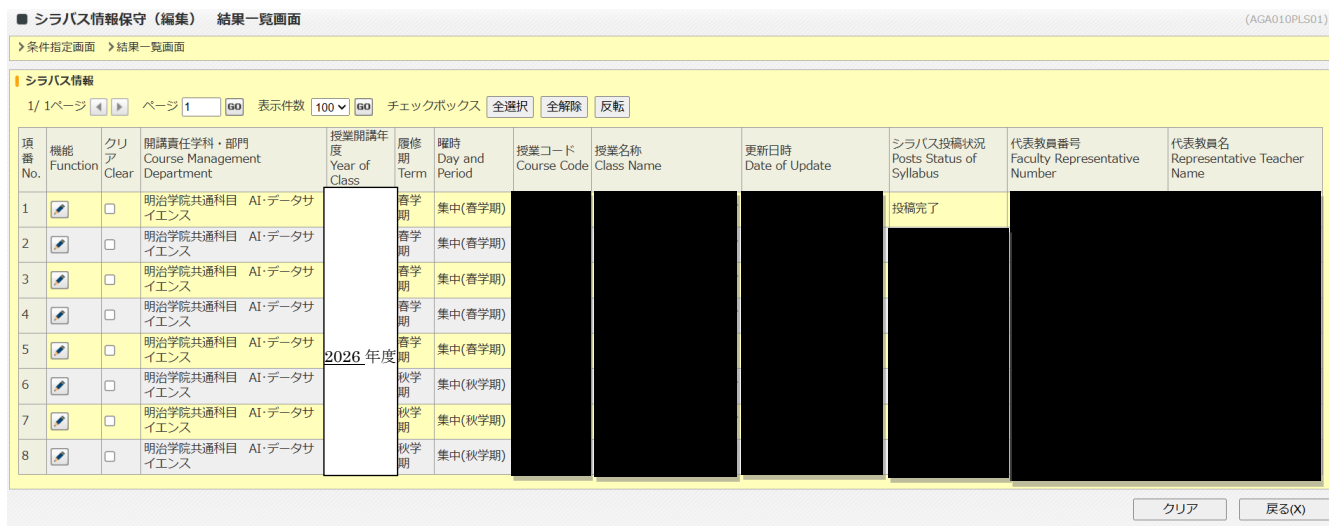 ■ シラバス情報保守（編集）　結果一覧画面
(AGA010PLS01)
>条件指定画面 >結果一覧画面
シラバス情報
1/ 1ページ ページ 1 GO 表示件数 100 GO チェックボックス 全選択 全解除 反転
項番 No. 機能 Function クリア Clear 開講責任学科・部門 Course Management Department 授業開講年度 Year of Class 履修期 Term 曜時 Day and Period 授業コード Course Code 授業名称 Class Name 更新日時 Date of Update シラバス投稿状況 Posts Status of Syllabus 代表教員番号 Faculty Representative Number 代表教員名 Representative Teacher Name
1 明治学院共通科目　AI･データサイエンス 春学期 集中(春学期) 投稿完了
2 明治学院共通科目　AI･データサイエンス 春学期 集中(春学期)
3 明治学院共通科目　AI･データサイエンス 春学期 集中(春学期)
4 明治学院共通科目　AI･データサイエンス 春学期 集中(春学期)
5 明治学院共通科目　AI･データサイエンス 2026 年度 春学期 集中(春学期)
6 明治学院共通科目　AI･データサイエンス 秋学期 集中(秋学期)
7 明治学院共通科目　AI･データサイエンス 秋学期 集中(秋学期)
8 明治学院共通科目　AI･データサイエンス 秋学期 集中(秋学期)
クリア 戻る(X)